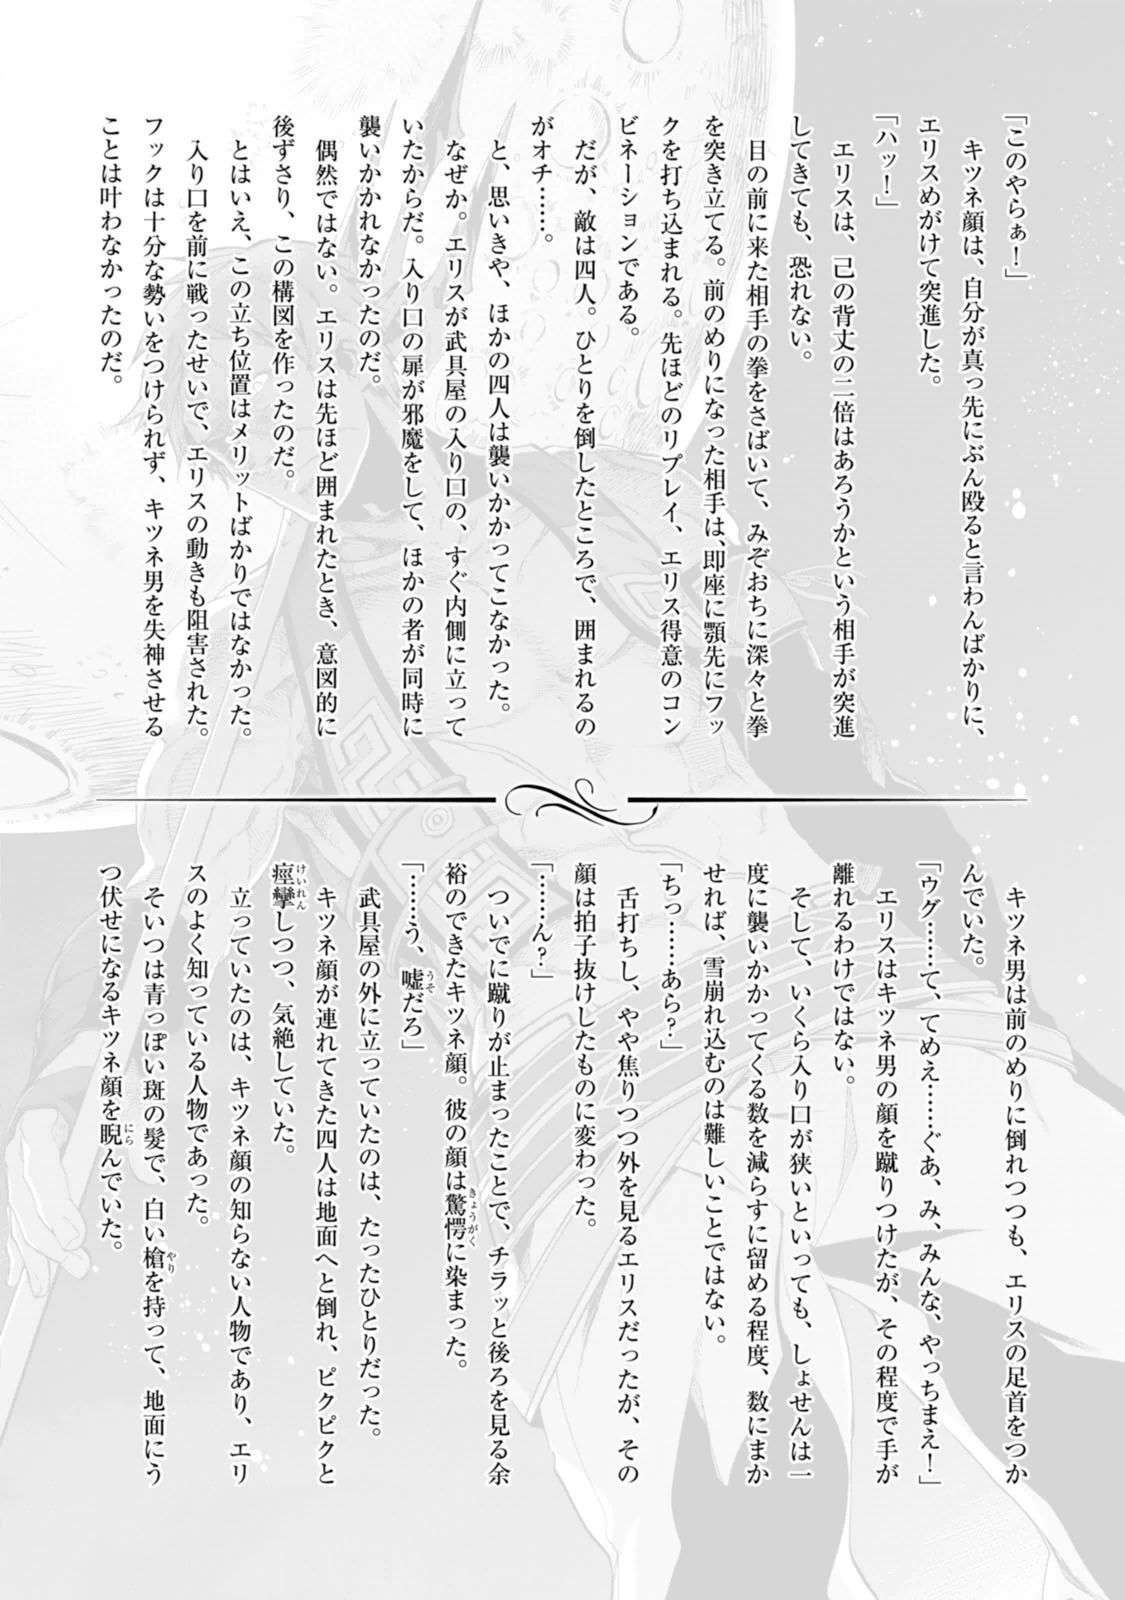 「このやらぁ！」
　キツネ顔は、自分が真っ先にぶん殴ると言わんばかりに、
エリスめがけて突進した。
「ハッ！」
　エリスは、己の背丈の二倍はあろうかという相手が突進
してきても、恐れない。
　目の前に来た相手の拳をさばいて、みぞおちに深々と拳
を突き立てる。前のめりになった相手は、即座に顎先にフッ
クを打ち込まれる。先ほどのリプレイ、エリス得意のコン
ビネーションである。
　だが、敵は四人。ひとりを倒したところで、囲まれるの
がオチ……。
　と、思いきや、ほかの四人は襲いかかってこなかった。
　なぜか。エリスが武具屋の入り口の、すぐ内側に立って
いたからだ。入り口の扉が邪魔をして、ほかの者が同時に
襲いかかれなかったのだ。
　偶然ではない。エリスは先ほど囲まれたとき、意図的に
後ずさり、この構図を作ったのだ。
　とはいえ、この立ち位置はメリットばかりではなかった。
　入り口を前に戦ったせいで、エリスの動きも阻害された。
フックは十分な勢いをつけられず、キツネ男を失神させる
ことは叶わなかったのだ。
　キツネ男は前のめりに倒れつつも、エリスの足首をつか
んでいた。
「ウグ……て、てめえ……ぐあ、み、みんな、やっちまえ！」
　エリスはキツネ男の顔を蹴りつけたが、その程度で手が
離れるわけではない。
　そして、いくら入り口が狭いといっても、しょせんは一
度に襲いかかってくる数を減らすに留める程度、数にまか
せれば、雪崩れ込むのは難しいことではない。
「ちっ……あら？」
　舌打ちし、やや焦りつつ外を見るエリスだったが、その
顔は拍子抜けしたものに変わった。
「……ん？」
　ついでに蹴りが止まったことで、チラッと後ろを見る余
裕のできたキツネ顔。彼の顔は驚愕に染まった。
「……う、嘘だろ」
　武具屋の外に立っていたのは、たったひとりだった。
　キツネ顔が連れてきた四人は地面へと倒れ、ピクピクと
痙攣しつつ、気絶していた。
　立っていたのは、キツネ顔の知らない人物であり、エリ
スのよく知っている人物であった。
　そいつは青っぽい斑の髪で、白い槍を持って、地面にう
つ伏せになるキツネ顔を睨んでいた。